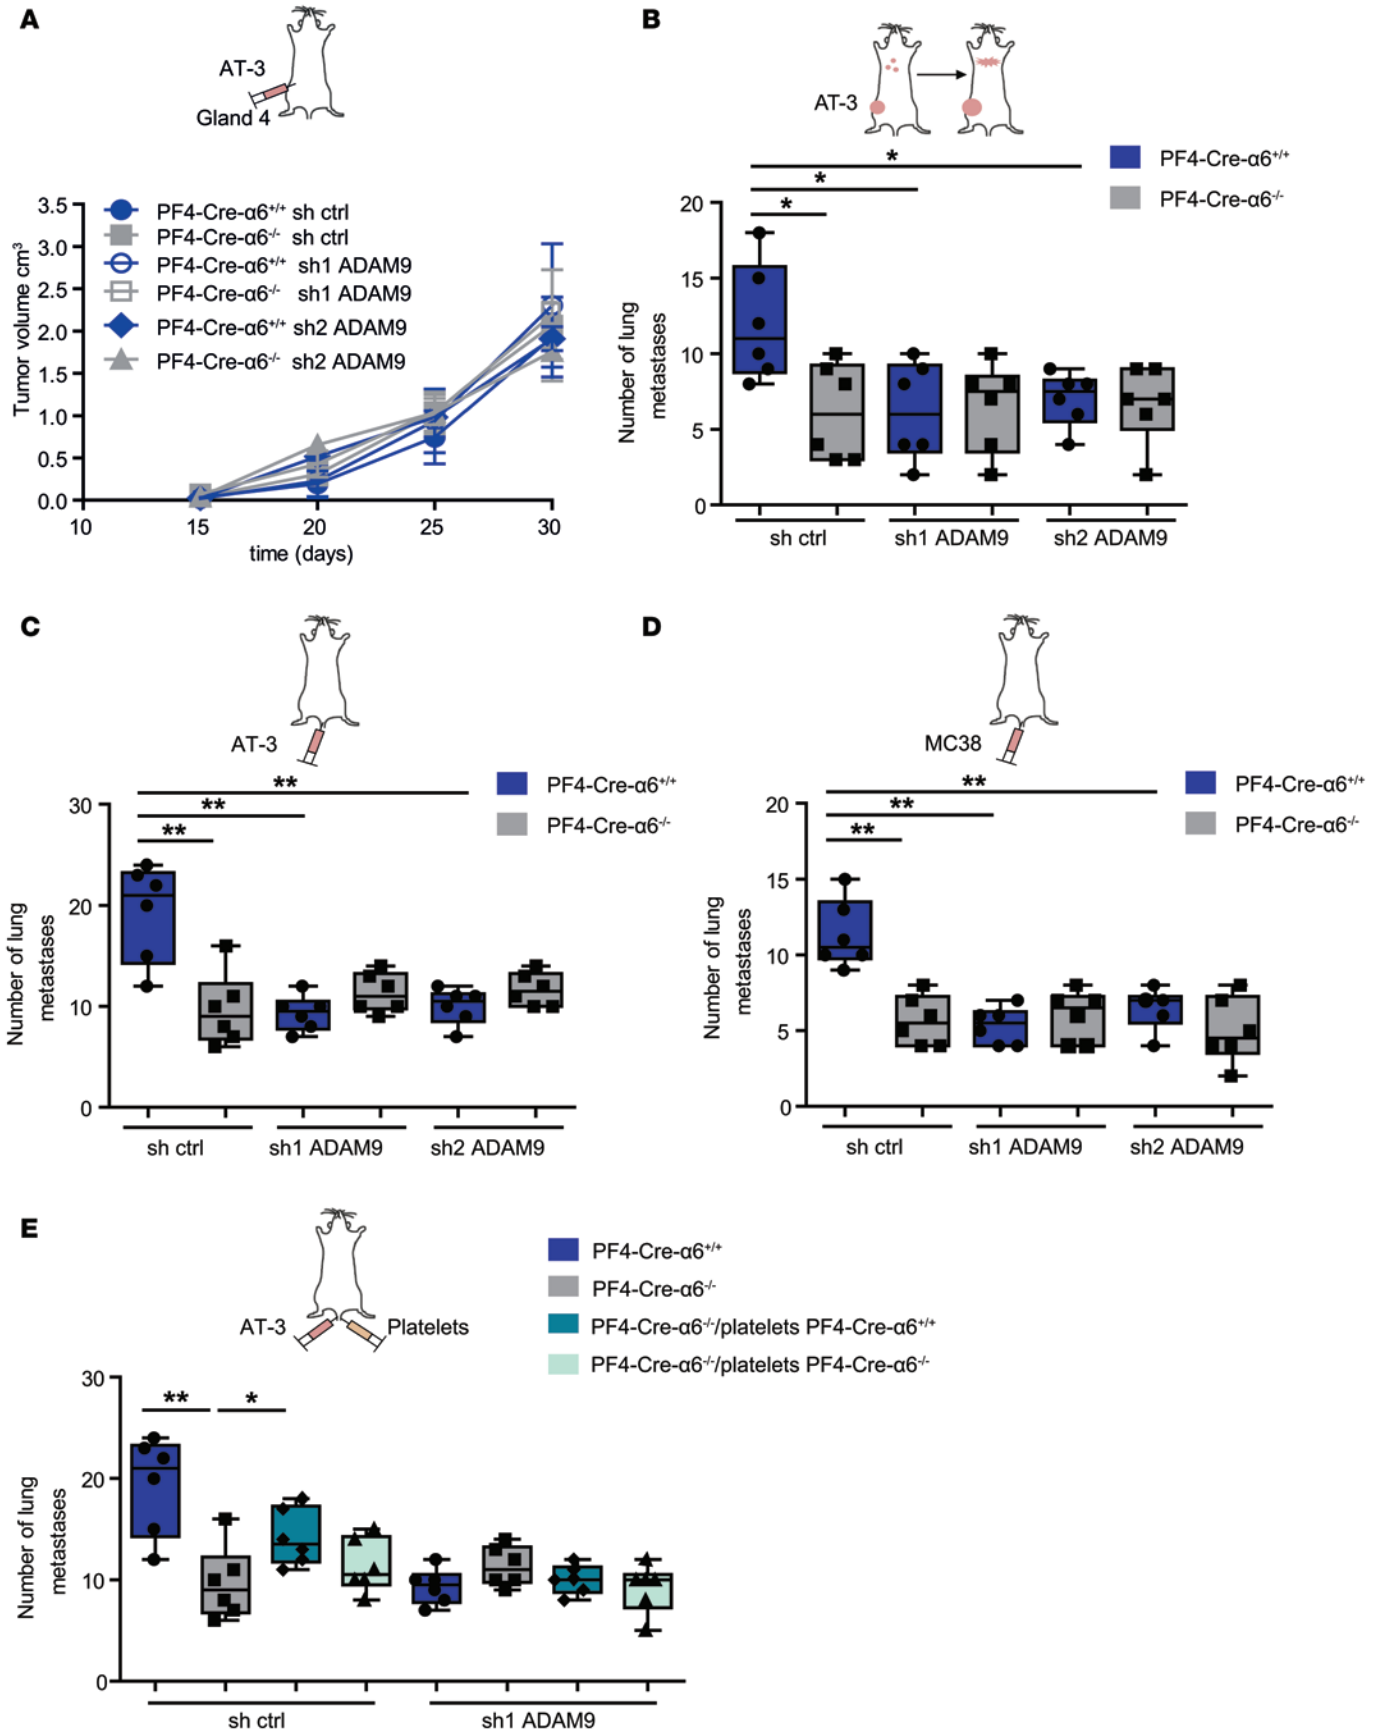 A
AT-3
Gland 4
Tumor volume cm³
3.5
3.0
2.5
2.0
1.5
1.0
0.5
0.0
PF4-Cre-α6+/+ sh ctrl
PF4-Cre-α6-/- sh ctrl
PF4-Cre-α6+/+ sh1 ADAM9
PF4-Cre-α6-/- sh1 ADAM9
PF4-Cre-α6+/+ sh2 ADAM9
PF4-Cre-α6-/- sh2 ADAM9
10 15 20 25 30
time (days)
B
AT-3
PF4-Cre-α6+/+
PF4-Cre-α6-/-
*
*
*
Number of lung
metastases
20
15
10
5
0
sh ctrl sh1 ADAM9 sh2 ADAM9
C
AT-3
PF4-Cre-α6+/+
PF4-Cre-α6-/-
**
**
**
Number of lung
metastases
30
20
10
0
sh ctrl sh1 ADAM9 sh2 ADAM9
D
MC38
PF4-Cre-α6+/+
PF4-Cre-α6-/-
**
**
**
Number of lung
metastases
20
15
10
5
0
sh ctrl sh1 ADAM9 sh2 ADAM9
E
AT-3 Platelets
PF4-Cre-α6+/+
PF4-Cre-α6-/-
PF4-Cre-α6-/-/platelets PF4-Cre-α6+/+
PF4-Cre-α6-/-/platelets PF4-Cre-α6-/-
** *
Number of lung
metastases
30
20
10
0
sh ctrl sh1 ADAM9